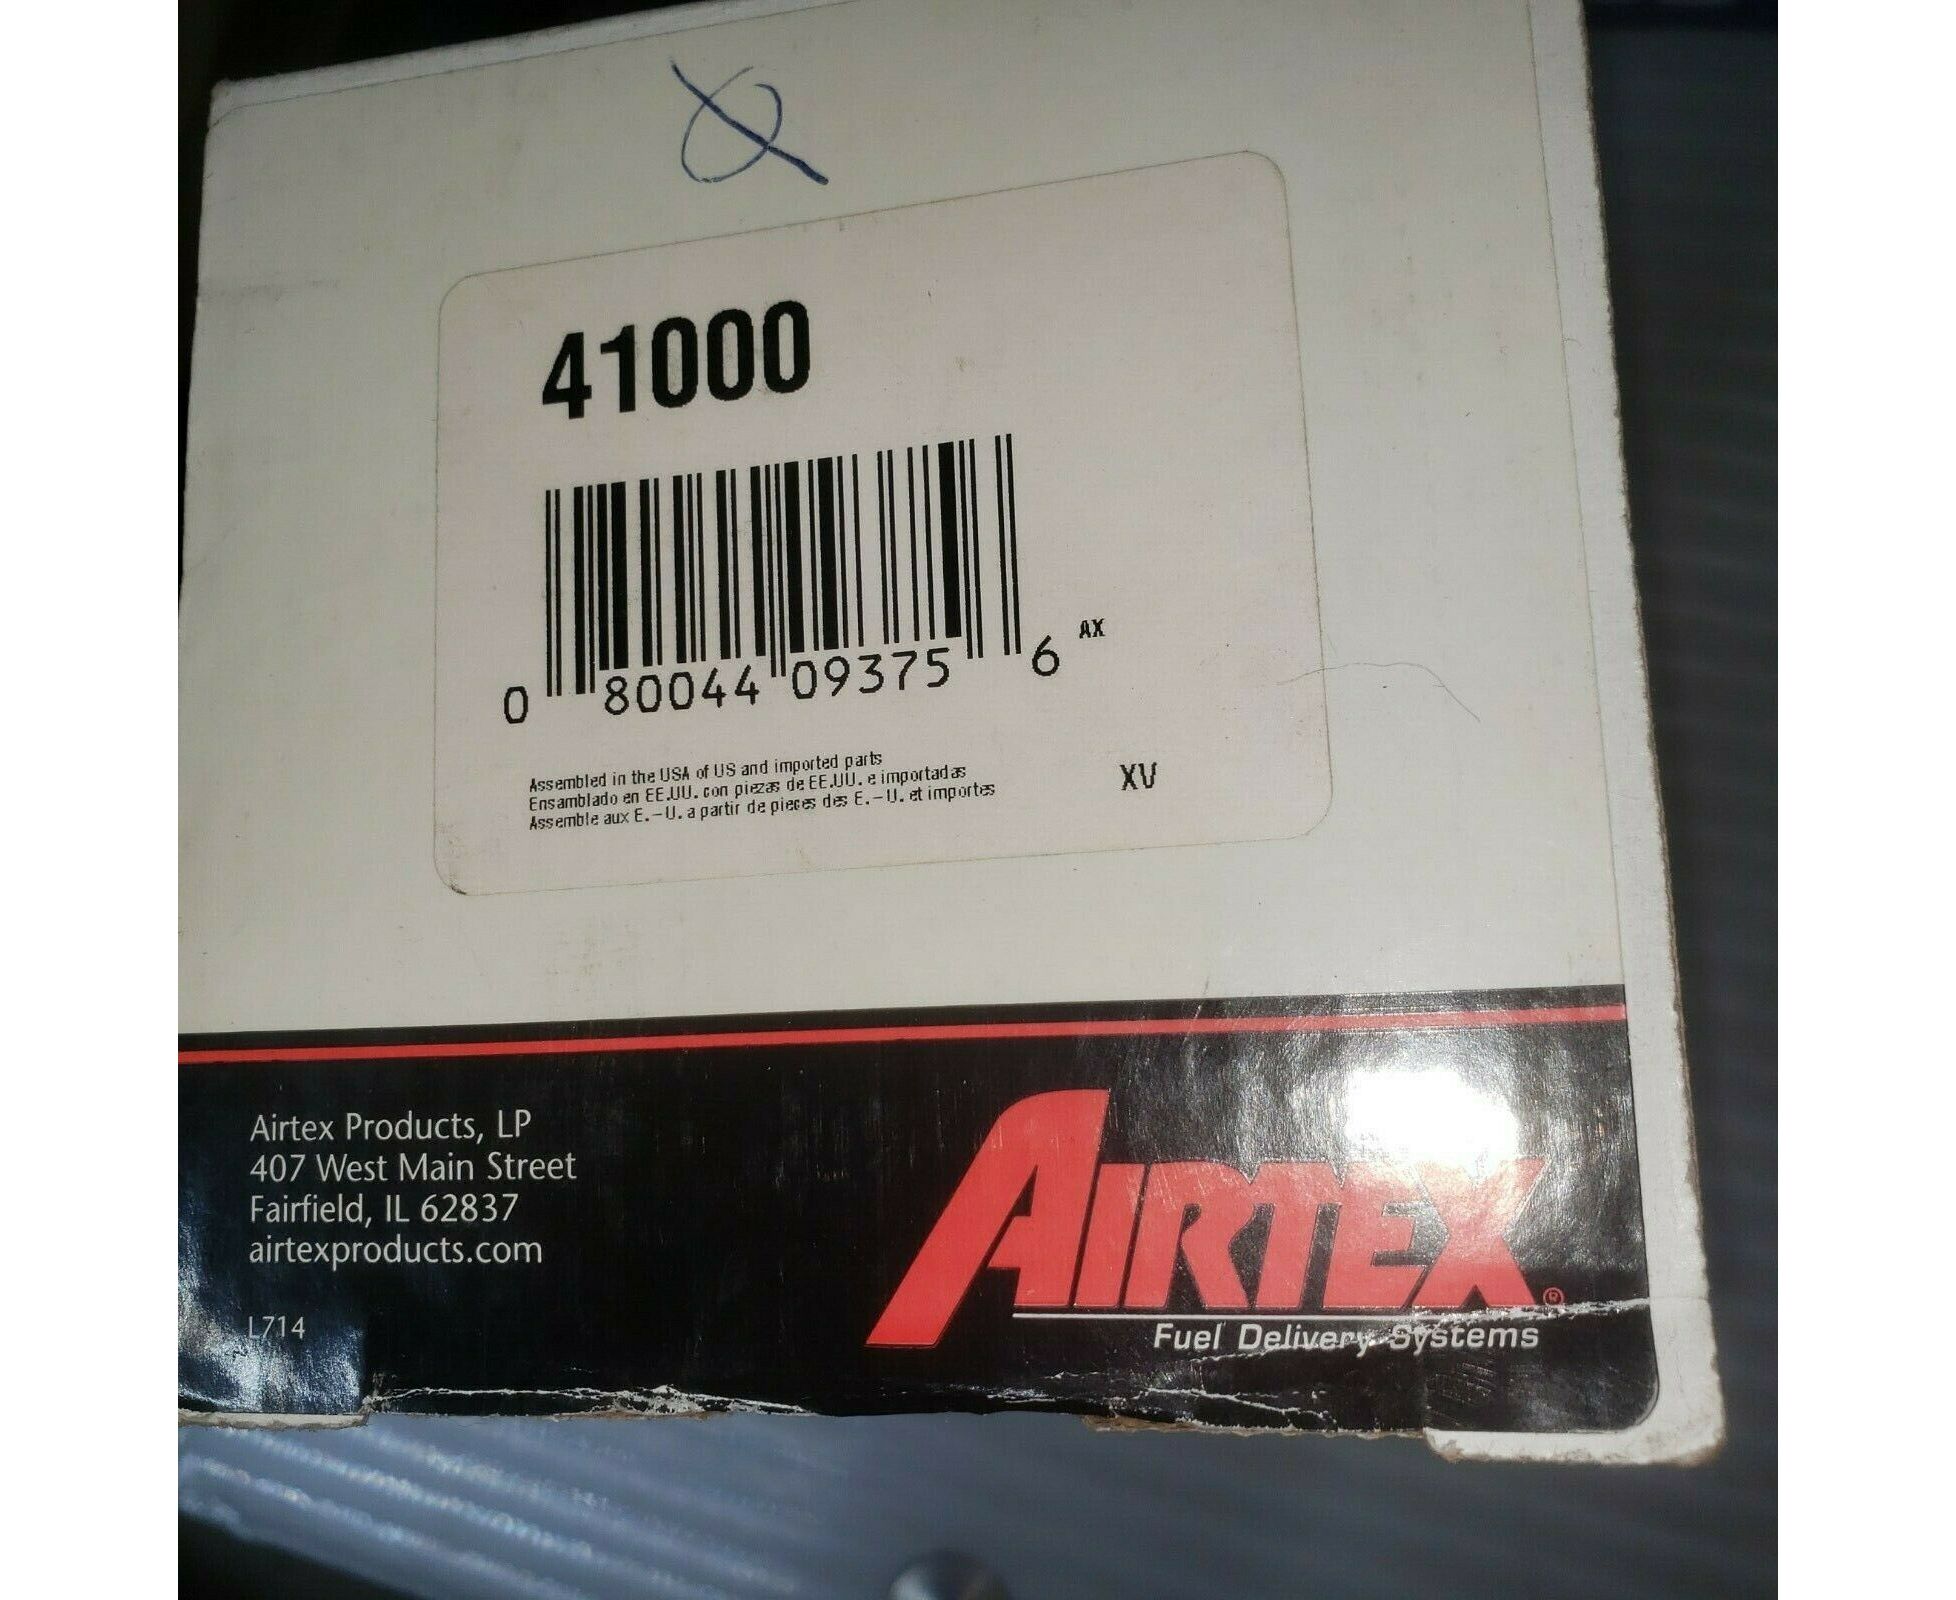 41000
0 80044 09375 6 AX
Assembled in the USA of US and imported parts
Ensamblado en EE.UU. con piezas de EE.UU. e importadas
Assemble aux E.-U. a partir de pieces des E.-U. et importes
XV
Airtex Products, LP
407 West Main Street
Fairfield, IL 62837
airtexproducts.com
L714
AIRTEX®
Fuel Delivery Systems